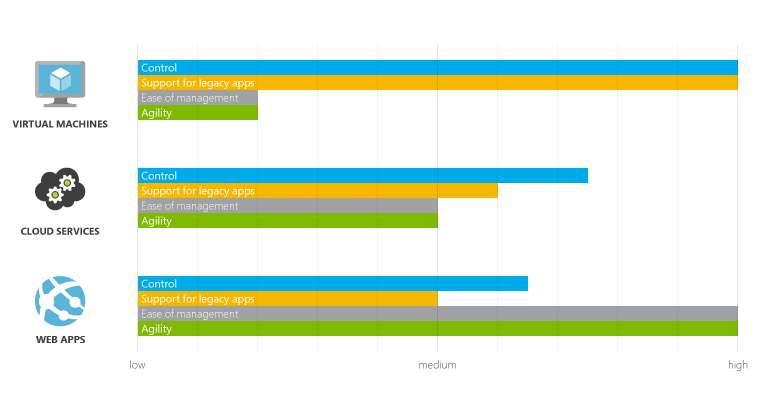 Control
Support for legacy apps
Ease of management
Agility
VIRTUAL MACHINES
Control
Support for legacy apps
Ease of management
Agility
CLOUD SERVICES
Control
Support for legacy apps
Ease of management
Agility
WEB APPS
low medium high